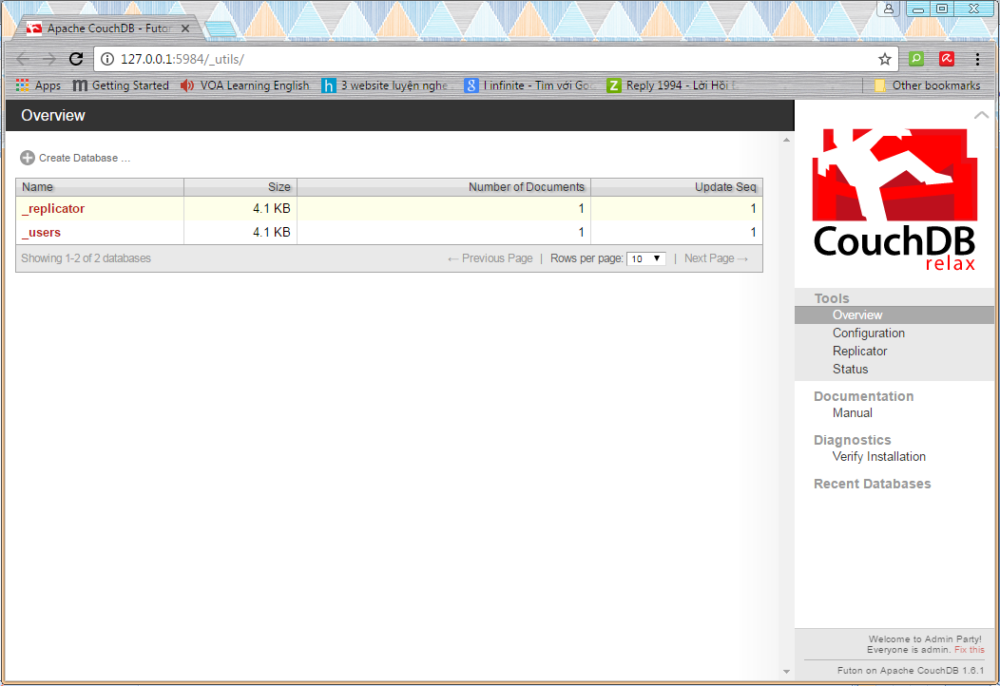 Apache CouchDB - Futon
127.0.0.1:5984/_utils/
Apps
Getting Started
VOA Learning English
3 website luyện nghe
I infinite - Tìm với Goo
Reply 1994 - Lời Hồi Đ
Other bookmarks
Overview
Create Database ...
Name Size Number of Documents Update Seq
_replicator 4.1 KB 1 1
_users 4.1 KB 1 1
Showing 1-2 of 2 databases ← Previous Page | Rows per page: 10 | Next Page →
CouchDB
relax
Tools
Overview
Configuration
Replicator
Status
Documentation
Manual
Diagnostics
Verify Installation
Recent Databases
Welcome to Admin Party!
Everyone is admin. Fix this
Futon on Apache CouchDB 1.6.1